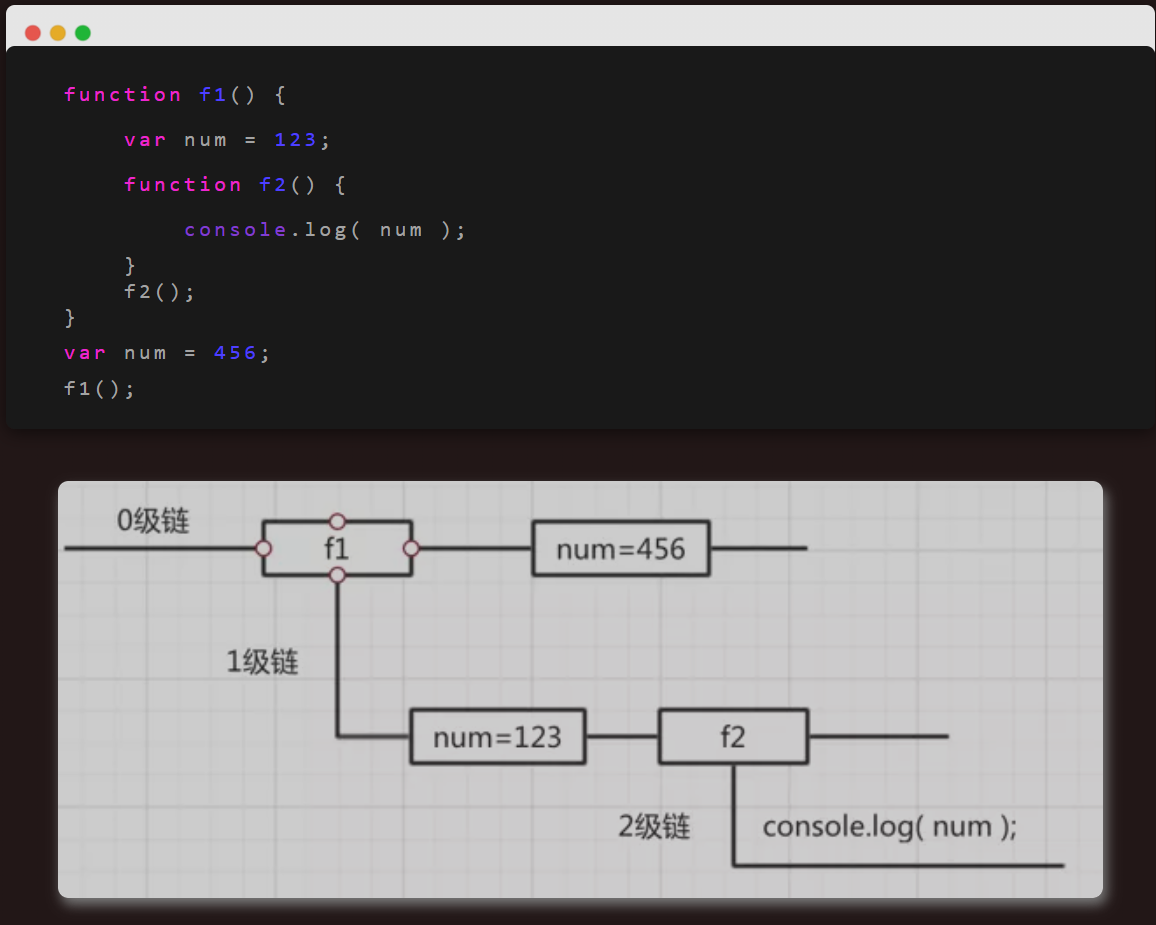 function f1() {
var num = 123;
function f2() {
console.log( num );
}
f2();
}
var num = 456;
f1();
0级链
f1
num=456
1级链
num=123
f2
2级链
console.log( num );